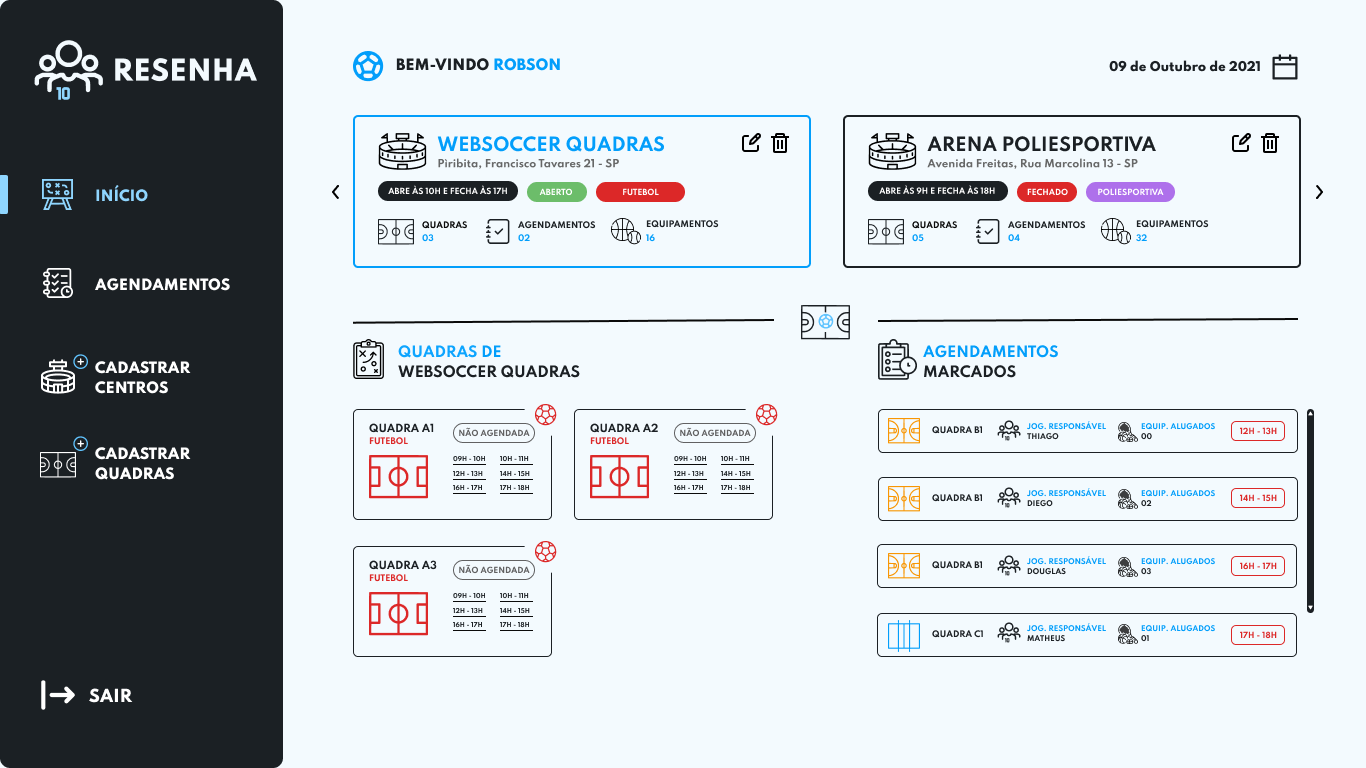 RESENHA
10
INÍCIO
AGENDAMENTOS
CADASTRAR
CENTROS
CADASTRAR
QUADRAS
SAIR
BEM-VINDO ROBSON
09 de Outubro de 2021
WEBSOCCER QUADRAS
Piribita, Francisco Tavares 21 - SP
ABRE ÀS 10H E FECHA ÀS 17H
ABERTO
FUTEBOL
QUADRAS
03
AGENDAMENTOS
02
EQUIPAMENTOS
16
ARENA POLIESPORTIVA
Avenida Freitas, Rua Marcolina 13 - SP
ABRE ÀS 9H E FECHA ÀS 18H
FECHADO
POLIESPORTIVA
QUADRAS
05
AGENDAMENTOS
04
EQUIPAMENTOS
32
QUADRAS DE
WEBSOCCER QUADRAS
QUADRA A1
FUTEBOL
NÃO AGENDADA
09H - 10H 10H - 11H
12H - 13H 14H - 15H
16H - 17H 17H - 18H
QUADRA A2
FUTEBOL
NÃO AGENDADA
09H - 10H 10H - 11H
12H - 13H 14H - 15H
16H - 17H 17H - 18H
QUADRA A3
FUTEBOL
NÃO AGENDADA
09H - 10H 10H - 11H
12H - 13H 14H - 15H
16H - 17H 17H - 18H
AGENDAMENTOS
MARCADOS
QUADRA B1
10
JOG. RESPONSÁVEL
THIAGO
EQUIP. ALUGADOS
00
12H - 13H
QUADRA B1
10
JOG. RESPONSÁVEL
DIEGO
EQUIP. ALUGADOS
02
14H - 15H
QUADRA B1
10
JOG. RESPONSÁVEL
DOUGLAS
EQUIP. ALUGADOS
03
16H - 17H
QUADRA C1
10
JOG. RESPONSÁVEL
MATHEUS
EQUIP. ALUGADOS
01
17H - 18H